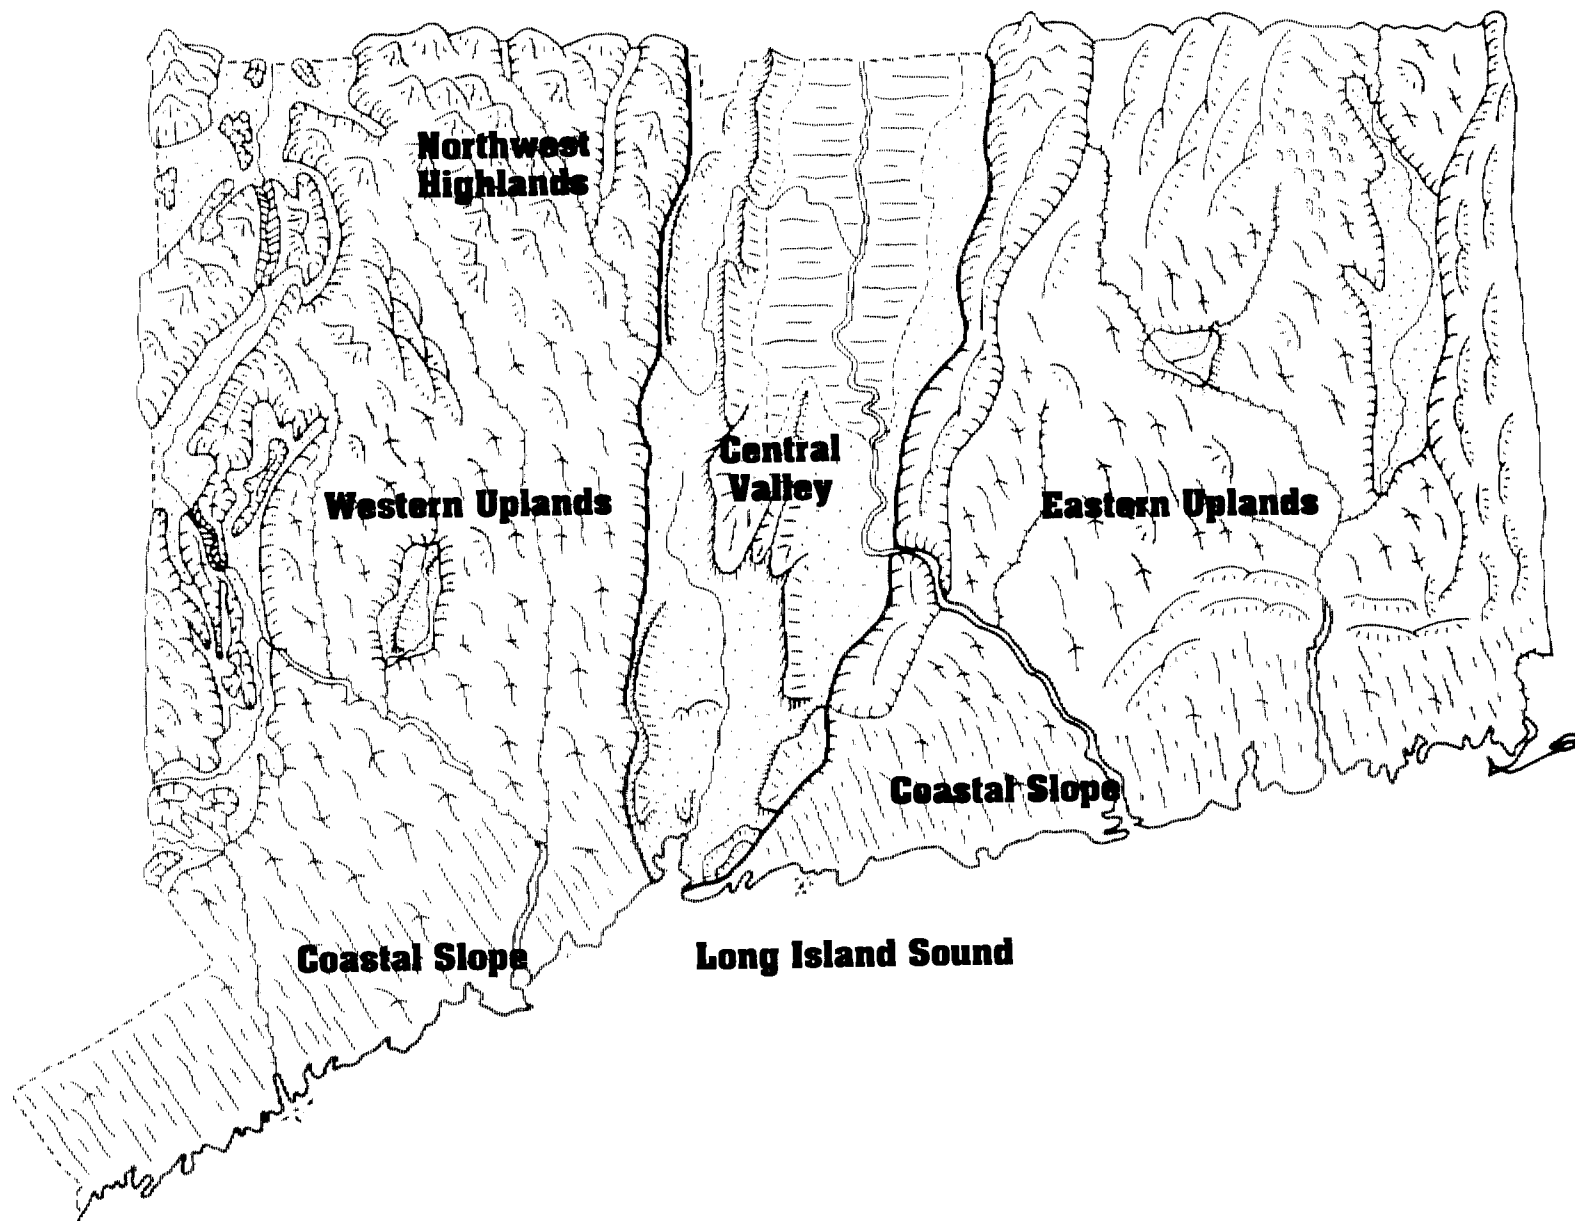 Northwest
Highlands
Central
Valley
Western Uplands
Eastern Uplands
Coastal Slope
Coastal Slope
Long Island Sound